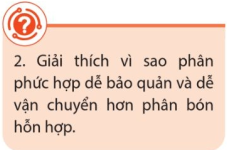 2. Giải thích vì sao phân
phức hợp dễ bảo quản và dễ
vận chuyển hơn phân bón
hỗn hợp.